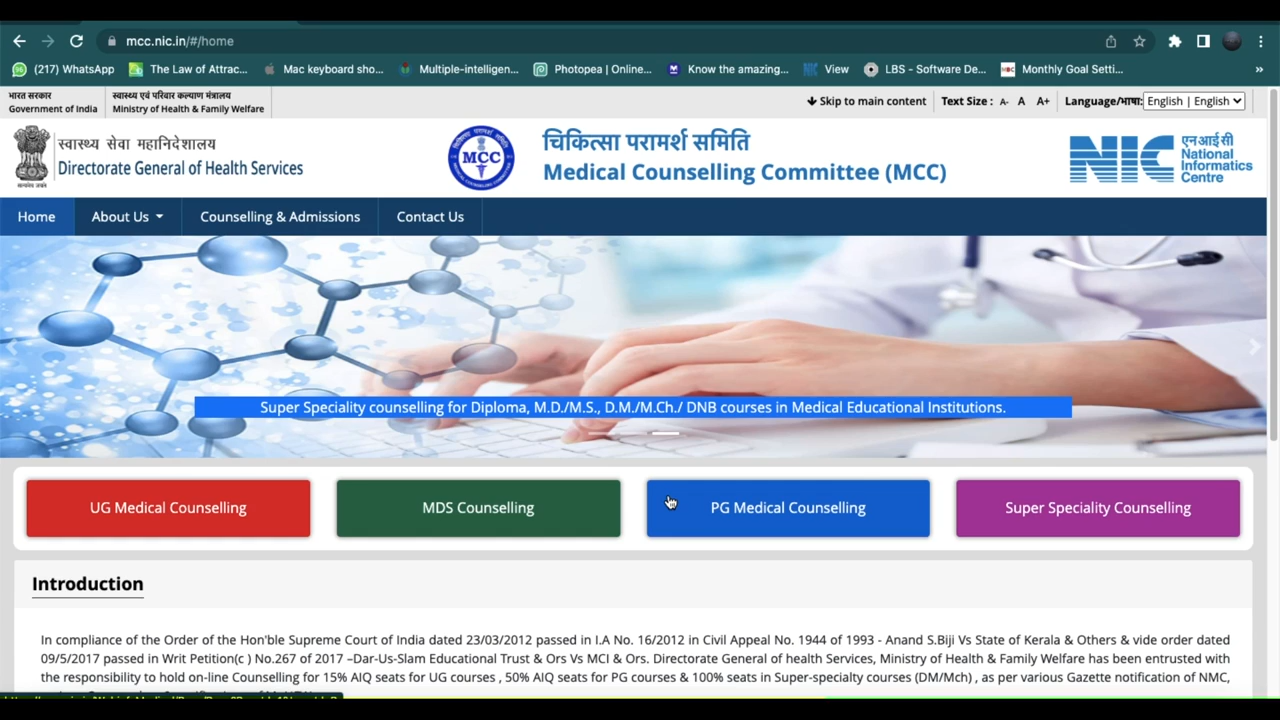 mcc.nic.in/#/home
(217) WhatsApp
The Law of Attrac...
Mac keyboard sho...
Multiple-intelligen...
Photopea | Online...
Know the amazing...
View
LBS - Software De...
Monthly Goal Setti...
»
भारत सरकार
Government of India
स्वास्थ्य एवं परिवार कल्याण मंत्रालय
Ministry of Health & Family Welfare
Skip to main content
Text Size : A- A A+
Language/भाषा: English | English
स्वास्थ्य सेवा महानिदेशालय
Directorate General of Health Services
सत्यमेव जयते
MCC
चिकित्सा परामर्श समिति
Medical Counselling Committee (MCC)
NIC
एनआईसी
National
Informatics
Centre
Home
About Us
Counselling & Admissions
Contact Us
Super Speciality counselling for Diploma, M.D./M.S., D.M./M.Ch./ DNB courses in Medical Educational Institutions.
UG Medical Counselling
MDS Counselling
PG Medical Counselling
Super Speciality Counselling
Introduction
In compliance of the Order of the Hon'ble Supreme Court of India dated 23/03/2012 passed in I.A No. 16/2012 in Civil Appeal No. 1944 of 1993 - Anand S.Biji Vs State of Kerala & Others & vide order dated
09/5/2017 passed in Writ Petition(c ) No.267 of 2017 –Dar-Us-Slam Educational Trust & Ors Vs MCI & Ors. Directorate General of health Services, Ministry of Health & Family Welfare has been entrusted with
the responsibility to hold on-line Counselling for 15% AIQ seats for UG courses , 50% AIQ seats for PG courses & 100% seats in Super-specialty courses (DM/Mch) , as per various Gazette notification of NMC,